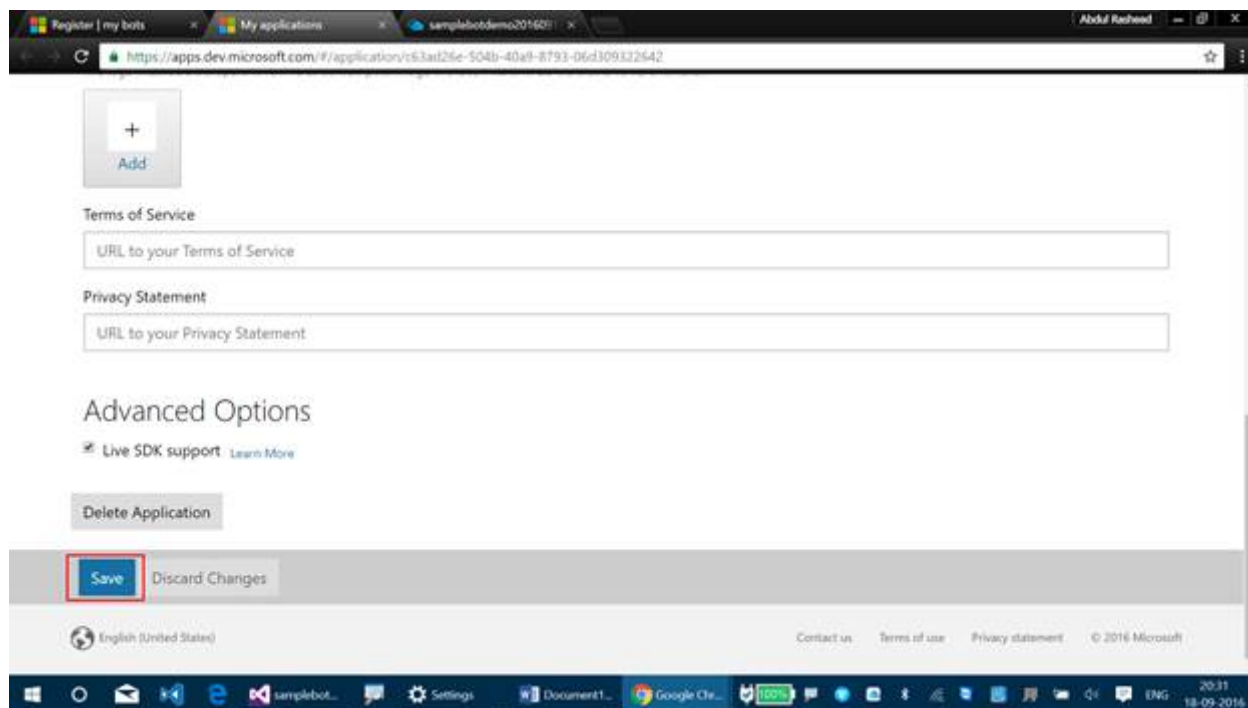 Register | my bots
My applications
samplebotdemo201609
Abdul Rasheed
https://apps.dev.microsoft.com/#/application/c63ad26e-504b-40a9-8793-06d309322642
+
Add
Terms of Service
URL to your Terms of Service
Privacy Statement
URL to your Privacy Statement
Advanced Options
Live SDK support Learn More
Delete Application
Save Discard Changes
English (United States) Contact us Terms of use Privacy statement © 2016 Microsoft
samplebot... Settings Document1... Google Chr... 100% ENG 20:31
18-09-2016